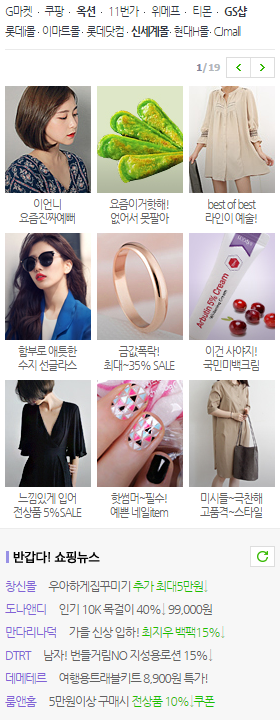 G마켓 · 쿠팡 · 옥션 · 11번가 · 위메프 · 티몬 · GS샵
롯데i몰 · 이마트몰 · 롯데닷컴 · 신세계몰 · 현대H몰 · CJmall
1/19
이언니
요즘진짜예뻐
요즘이거핫해!
없어서 못팔아
best of best
라인이 예술!
함부로 애틋한
수지 선글라스
금값폭락!
최대~35% SALE
Arbutin 5% Cream
Whitening Cream
이건 사야지!
국민미백크림
느낌있게 입어
전상품 5%SALE
핫썸머~필수!
예쁜 네일item
미시들~극찬해
고품격~스타일
반갑다! 쇼핑뉴스
창신몰 우아하게집꾸미기 추가 최대5만원↓
도나앤디 인기 10K 목걸이 40%↓ 99,000원
만다리나덕 가을 신상 입하! 최지우 백팩15%↓
DTRT 남자! 번들거림NO 지성용로션 15%↓
데메테르 여행용트래블키트 8,900원 특가!
룸앤홈 5만원이상 구매시 전상품 10%↓쿠폰